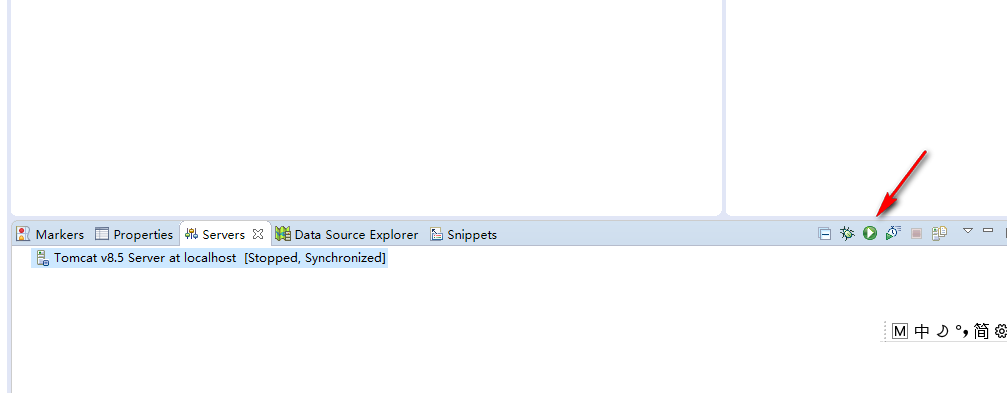 Markers Properties Servers Data Source Explorer Snippets
Tomcat v8.5 Server at localhost [Stopped, Synchronized]
M 中 简